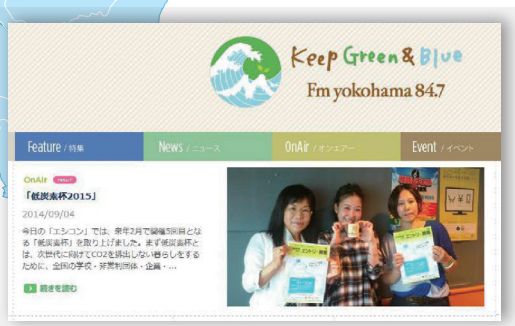 Keep Green & Blue
Fm yokohama 84.7
Feature / 特集
News / ニュース
OnAir / オンエアー
Event / イベント
OnAir
「低炭素杯2015」
2014/09/04
今日の「エシコン」では、来年2月で開催5回目とな
る「低炭素杯」を取り上げました。まず低炭素杯と
は、次世代に向けてCO2を排出しない暮らしをする
ために、全国の学校・非営利団体・企業・...
続きを読む